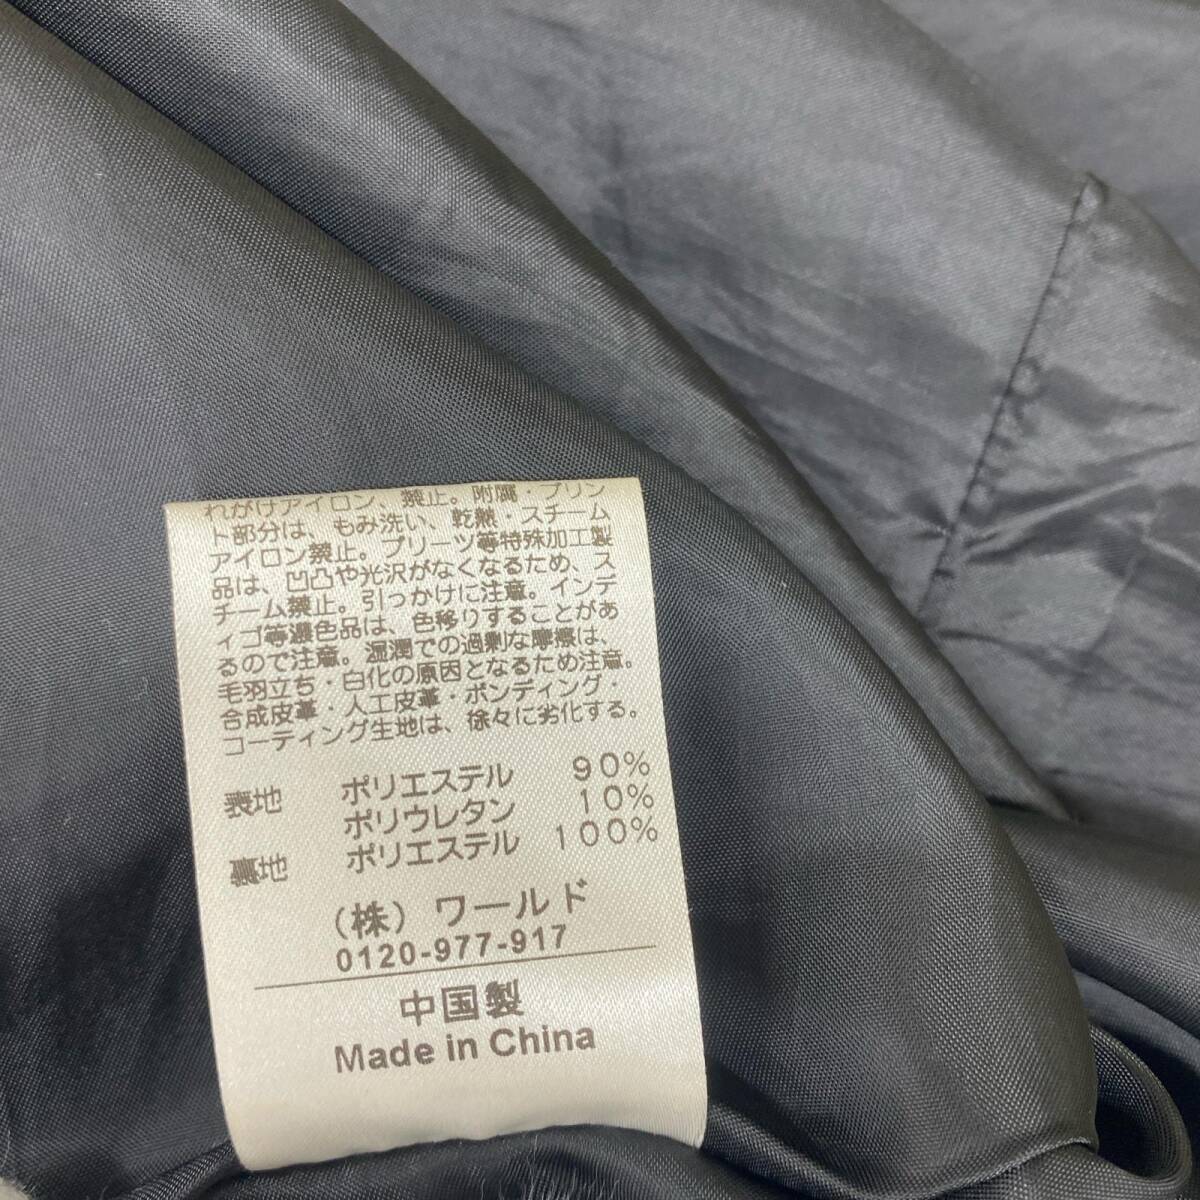 れがけアイロン、禁止。附属・プリン
ト部分は、もみ洗い、乾熱・スチーム
アイロン禁止。プリーツ等特殊加工製
品は、凹凸や光沢がなくなるため、ス
チーム禁止。引っかけに注意。インデ
ィゴ等濃色品は、色移りすることがあ
るので注意。湿潤での過剰な摩擦は、
毛羽立ち・白化の原因となるため注意。
合成皮革・人工皮革・ボンディング・
コーティング生地は、徐々に劣化する。
表地 ポリエステル 90%
ポリウレタン 10%
裏地 ポリエステル 100%
(株)ワールド
0120-977-917
中国製
Made in China